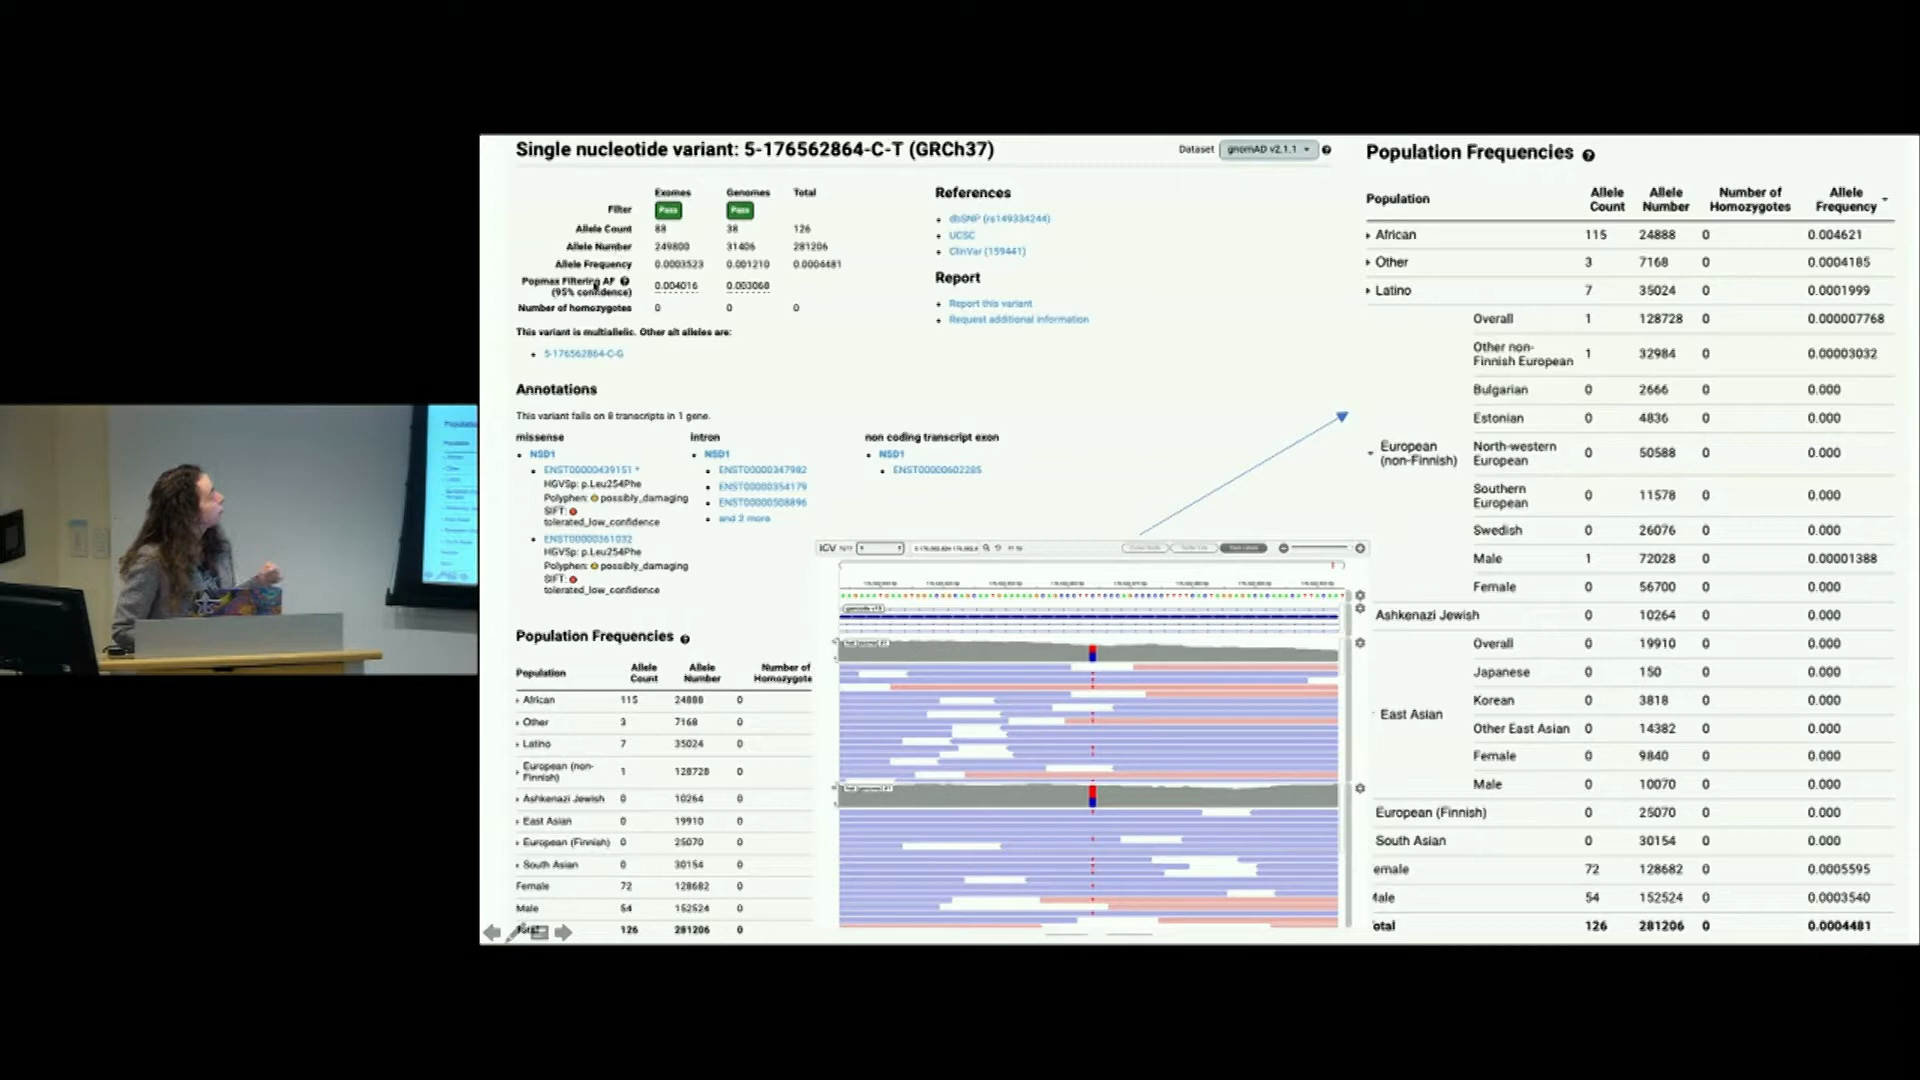 Single nucleotide variant: 5-176562864-C-T (GRCh37)
Dataset gnomAD v2.1.1
Exomes Genomes Total
Filter Pass Pass
Allele Count 88 38 126
Allele Number 249800 31406 281206
Allele Frequency 0.0003523 0.001210 0.0004481
Popmax Filtering AF
(95% confidence) 0.004016 0.003068
Number of homozygotes 0 0 0
This variant is multiallelic. Other alt alleles are:
5-176562864-C-G
References
dbSNP (rs149334244)
UCSC
ClinVar (159441)
Report
Report this variant
Request additional information
Annotations
This variant falls on 8 transcripts in 1 gene.
missense
NSD1
ENST00000439151 *
HGVSp: p.Leu254Phe
Polyphen: possibly_damaging
SIFT:
tolerated_low_confidence
ENST00000361032
HGVSp: p.Leu254Phe
Polyphen: possibly_damaging
SIFT:
tolerated_low_confidence
intron
NSD1
ENST00000347982
ENST00000354179
ENST00000508896
and 2 more
non coding transcript exon
NSD1
ENST00000602285
Population Frequencies
Population Allele Count Allele Number Number of Homozygote
African 115 24888 0
Other 3 7168 0
Latino 7 35024 0
European (non-Finnish) 1 128728 0
Ashkenazi Jewish 0 10264 0
East Asian 0 19910 0
European (Finnish) 0 25070 0
South Asian 0 30154 0
Female 72 128682 0
Male 54 152524 0
Total 126 281206 0
IGV
Population Frequencies
Population Allele Count Allele Number Number of Homozygotes Allele Frequency
African 115 24888 0 0.004621
Other 3 7168 0 0.0004185
Latino 7 35024 0 0.0001999
European (non-Finnish)
Overall 1 128728 0 0.000007768
Other non-Finnish European 1 32984 0 0.00003032
Bulgarian 0 2666 0 0.000
Estonian 0 4836 0 0.000
North-western European 0 50588 0 0.000
Southern European 0 11578 0 0.000
Swedish 0 26076 0 0.000
Male 1 72028 0 0.00001388
Female 0 56700 0 0.000
Ashkenazi Jewish 0 10264 0 0.000
East Asian
Overall 0 19910 0 0.000
Japanese 0 150 0 0.000
Korean 0 3818 0 0.000
Other East Asian 0 14382 0 0.000
Female 0 9840 0 0.000
Male 0 10070 0 0.000
European (Finnish) 0 25070 0 0.000
South Asian 0 30154 0 0.000
emale 72 128682 0 0.0005595
Male 54 152524 0 0.0003540
otal 126 281206 0 0.0004481